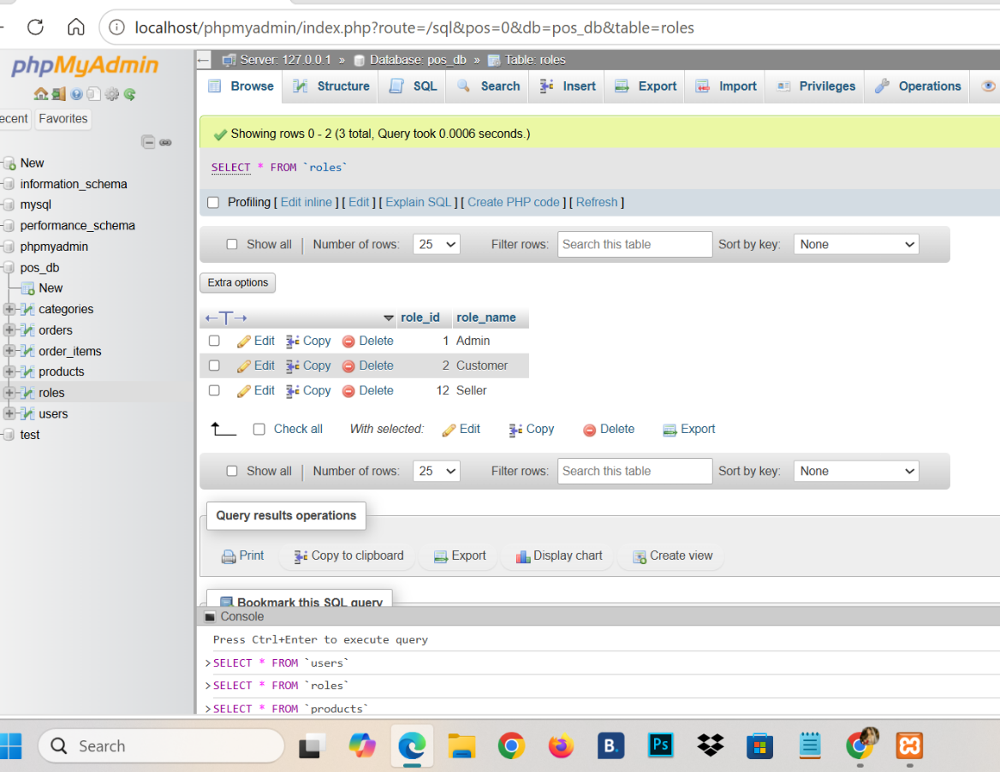 localhost/phpmyadmin/index.php?route=/sql&pos=0&db=pos_db&table=roles
phpMyAdmin
ecent Favorites
New
information_schema
mysql
performance_schema
phpmyadmin
pos_db
New
categories
orders
order_items
products
roles
users
test
Server: 127.0.0.1 » Database: pos_db » Table: roles
Browse Structure SQL Search Insert Export Import Privileges Operations
Showing rows 0 - 2 (3 total, Query took 0.0006 seconds.)
SELECT * FROM `roles`
Profiling [ Edit inline ] [ Edit ] [ Explain SQL ] [ Create PHP code ] [ Refresh ]
Show all | Number of rows: 25 Filter rows: Search this table Sort by key: None
Extra options
←T→ role_id role_name
Edit Copy Delete 1 Admin
Edit Copy Delete 2 Customer
Edit Copy Delete 12 Seller
Check all With selected: Edit Copy Delete Export
Show all | Number of rows: 25 Filter rows: Search this table Sort by key: None
Query results operations
Print Copy to clipboard Export Display chart Create view
Bookmark this SQL query
Console
Press Ctrl+Enter to execute query
>SELECT * FROM `users`
>SELECT * FROM `roles`
>SELECT * FROM `products`
Search
B.
Ps